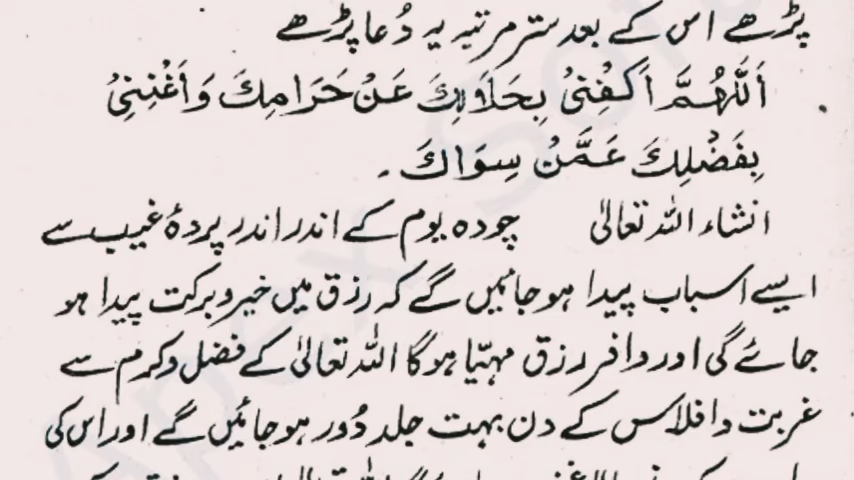 پڑھے اس کے بعد ستر مرتبہ یہ دُعا پڑھے
اَللّٰهُمَّ اَكْفِنِیْ بِحَلَالِكَ عَنْ حَرَامِكَ وَاَغْنِنِیْ
بِفَضْلِكَ عَمَّنْ سِوَاكَ ۔
انشاء اللہ تعالیٰ چودہ یوم کے اندر اندر پردۂ غیب سے
ایسے اسباب پیدا ہو جائیں گے کہ رزق میں خیر و برکت پیدا ہو
جائے گی اور وافر رزق مہیّا ہوگا اللہ تعالیٰ کے فضل و کرم سے
غربت و افلاس کے دن بہت جلد دُور ہو جائیں گے اور اس کی